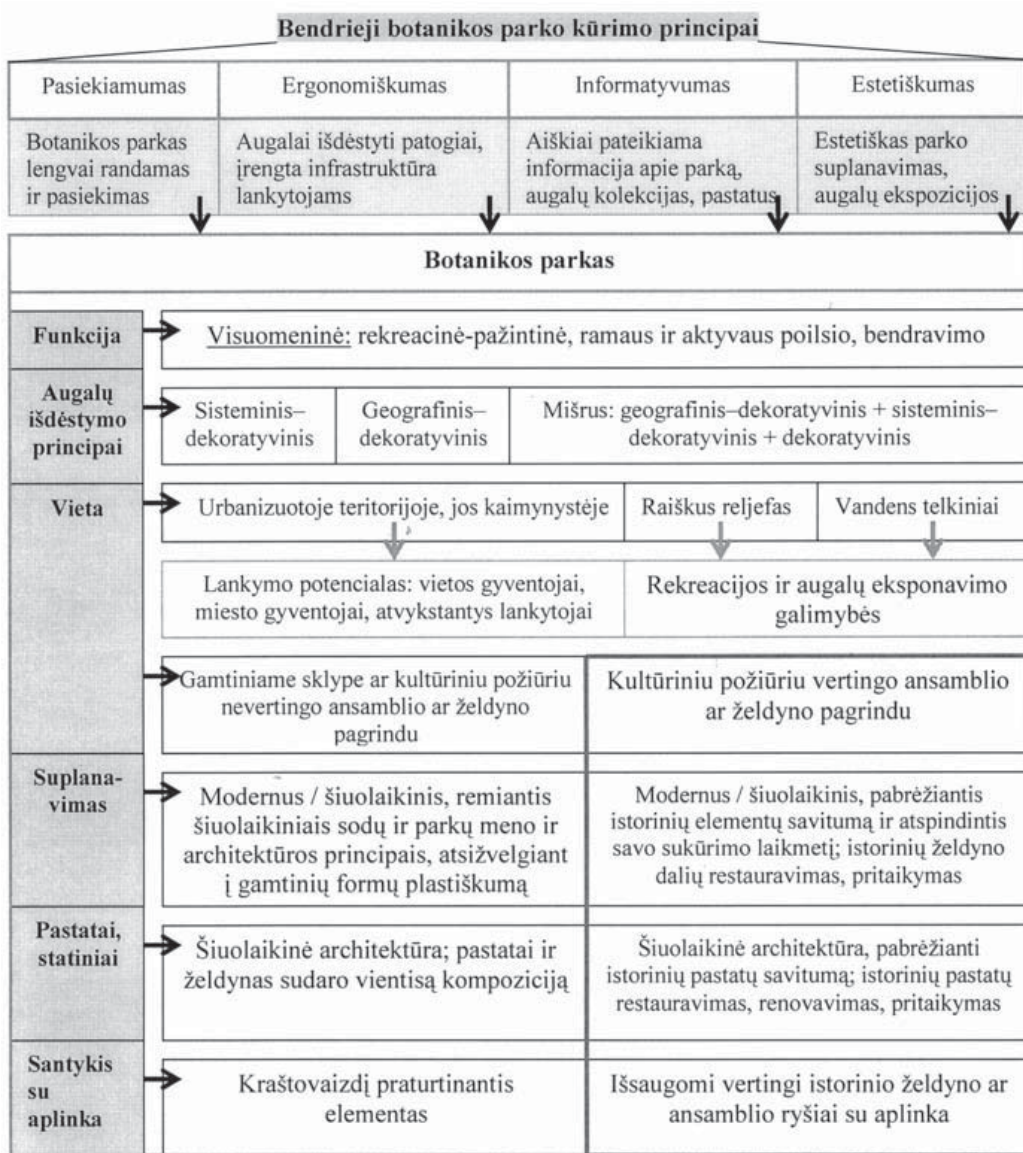 Bendrieji botanikos parko kūrimo principai
Pasiekiamumas
Ergonomiškumas
Informatyvumas
Estetiškumas
Botanikos parkas
lengvai randamas
ir pasiekimas
Augalai išdėstyti patogiai,
įrengta infrastruktūra
lankytojams
Aiškiai pateikiama
informacija apie parką,
augalų kolekcijas, pastatus
Estetiškas parko
suplanavimas,
augalų ekspozicijos
Botanikos parkas
Funkcija
Visuomeninė: rekreacinė-pažintinė, ramaus ir aktyvaus poilsio, bendravimo
Augalų
išdėstymo
principai
Sisteminis–
dekoratyvinis
Geografinis–
dekoratyvinis
Mišrus: geografinis–dekoratyvinis + sisteminis–
dekoratyvinis + dekoratyvinis
Vieta
Urbanizuotoje teritorijoje, jos kaimynystėje
Raiškus reljefas
Vandens telkiniai
Lankymo potencialas: vietos gyventojai,
miesto gyventojai, atvykstantys lankytojai
Rekreacijos ir augalų eksponavimo
galimybės
Gamtiniame sklype ar kultūriniu požiūriu
nevertingo ansamblio ar želdyno
pagrindu
Kultūriniu požiūriu vertingo ansamblio
ar želdyno pagrindu
Suplana-
vimas
Modernus / šiuolaikinis, remiantis
šiuolaikiniais sodų ir parkų meno ir
architektūros principais, atsižvelgiant
į gamtinių formų plastiškumą
Modernus / šiuolaikinis, pabrėžiantis
istorinių elementų savitumą ir atspindintis
savo sukūrimo laikmetį; istorinių želdyno
dalių restauravimas, pritaikymas
Pastatai,
statiniai
Šiuolaikinė architektūra; pastatai ir
želdynas sudaro vientisą kompoziciją
Šiuolaikinė architektūra, pabrėžianti
istorinių pastatų savitumą; istorinių pastatų
restauravimas, renovavimas, pritaikymas
Santykis
su
aplinka
Kraštovaizdį praturtinantis
elementas
Išsaugomi vertingi istorinio želdyno ar
ansamblio ryšiai su aplinka